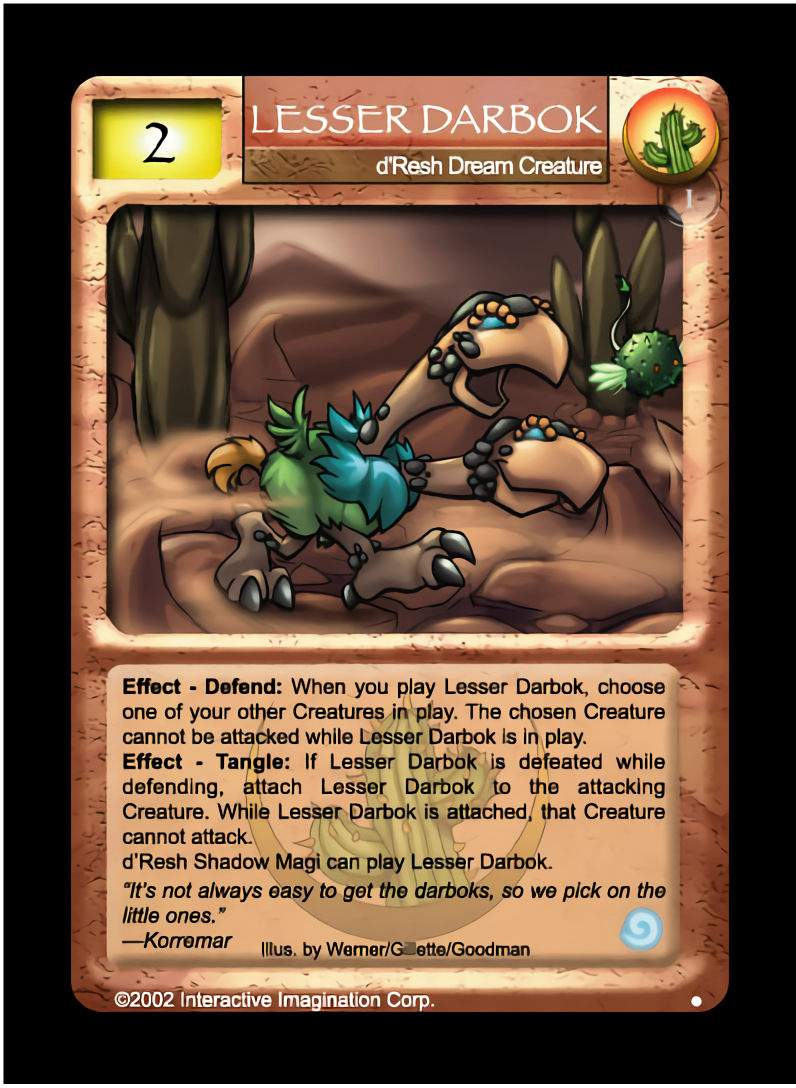 2
LESSER DARBOK
d'Resh Dream Creature
I
Effect - Defend: When you play Lesser Darbok, choose
one of your other Creatures in play. The chosen Creature
cannot be attacked while Lesser Darbok is in play.
Effect - Tangle: If Lesser Darbok is defeated while
defending, attach Lesser Darbok to the attacking
Creature. While Lesser Darbok is attached, that Creature
cannot attack.
d'Resh Shadow Magi can play Lesser Darbok.
"It's not always easy to get the darboks, so we pick on the
little ones."
—Korremar
Illus. by Werner/ /Goodman
©2002 Interactive Imagination Corp.